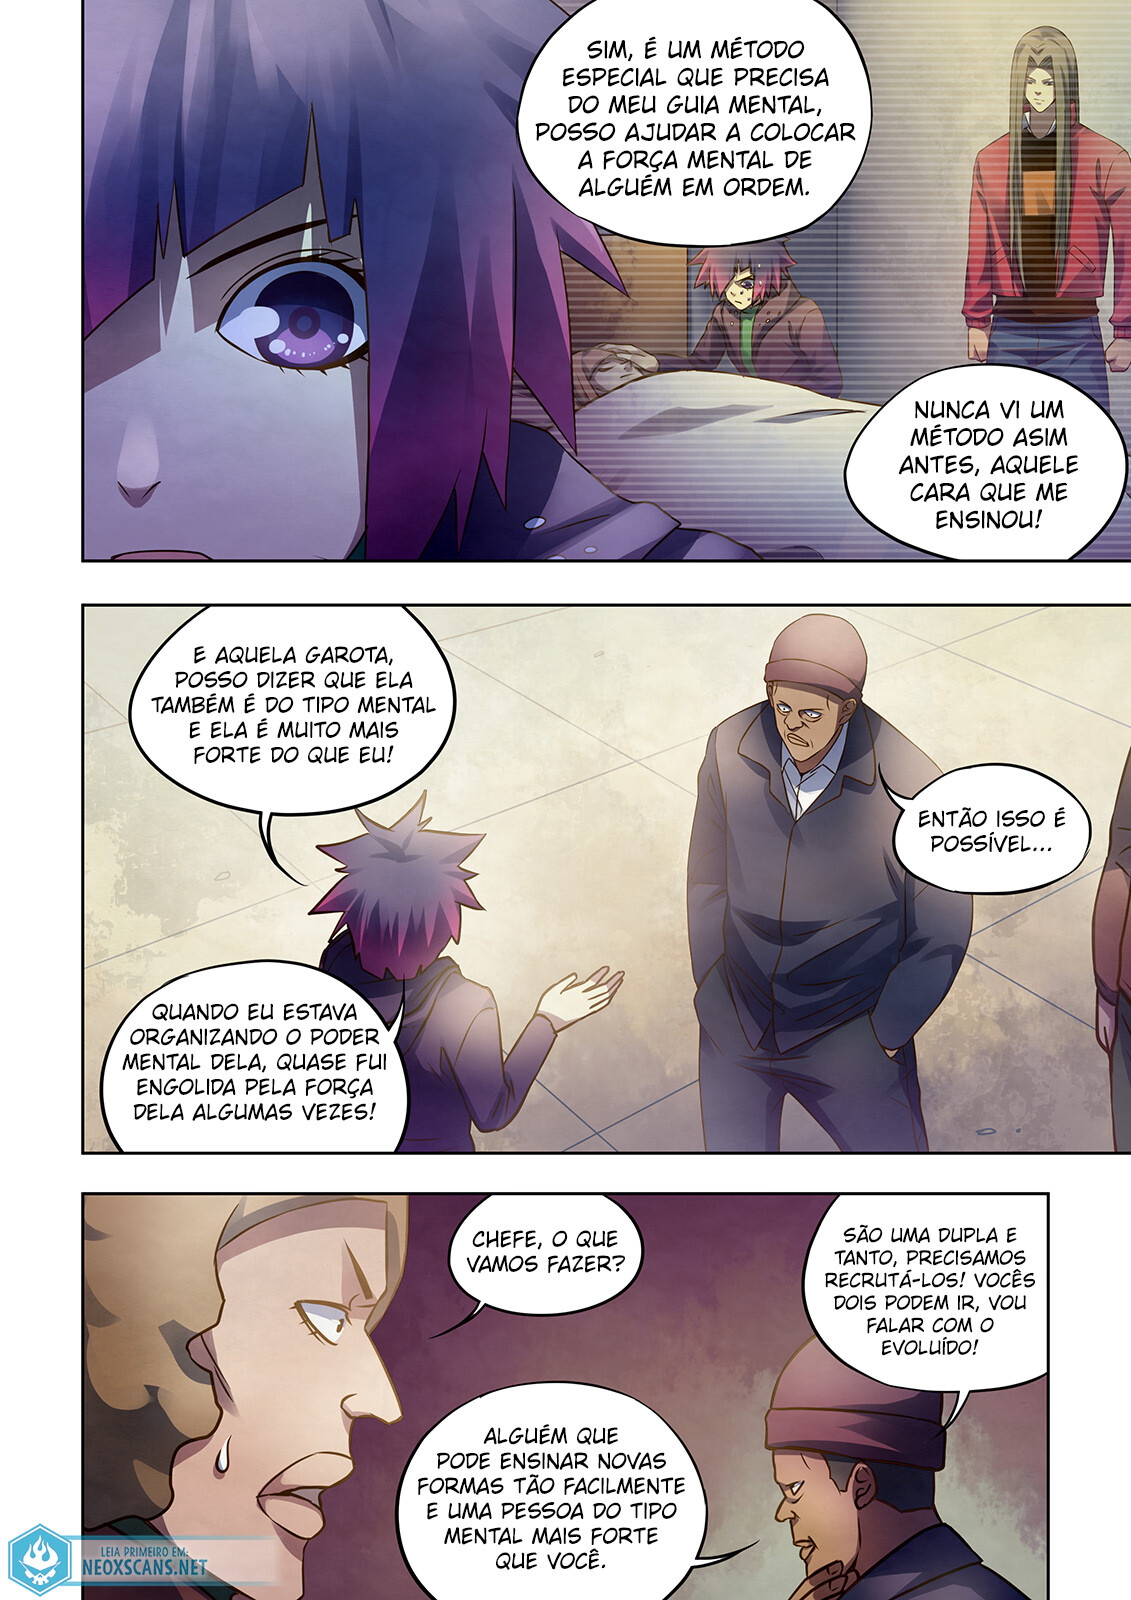 SIM, É UM MÉTODO
ESPECIAL QUE PRECISA
DO MEU GUIA MENTAL,
POSSO AJUDAR A COLOCAR
A FORÇA MENTAL DE
ALGUÉM EM ORDEM.
NUNCA VI UM
MÉTODO ASIM
ANTES, AQUELE
CARA QUE ME
ENSINOU!
E AQUELA GAROTA,
POSSO DIZER QUE ELA
TAMBÉM É DO TIPO MENTAL
E ELA É MUITO MAIS
FORTE DO QUE EU!
ENTÃO ISSO É
POSSÍVEL...
QUANDO EU ESTAVA
ORGANIZANDO O PODER
MENTAL DELA, QUASE FUI
ENGOLIDA PELA FORÇA
DELA ALGUMAS VEZES!
CHEFE, O QUE
VAMOS FAZER?
SÃO UMA DUPLA E
TANTO, PRECISAMOS
RECRUTÁ-LOS! VOCÊS
DOIS PODEM IR, VOU
FALAR COM O
EVOLUÍDO!
ALGUÉM QUE
PODE ENSINAR NOVAS
FORMAS TÃO FACILMENTE
E UMA PESSOA DO TIPO
MENTAL MAIS FORTE
QUE VOCÊ.
LEIA PRIMEIRO EM:
NEOXSCANS.NET